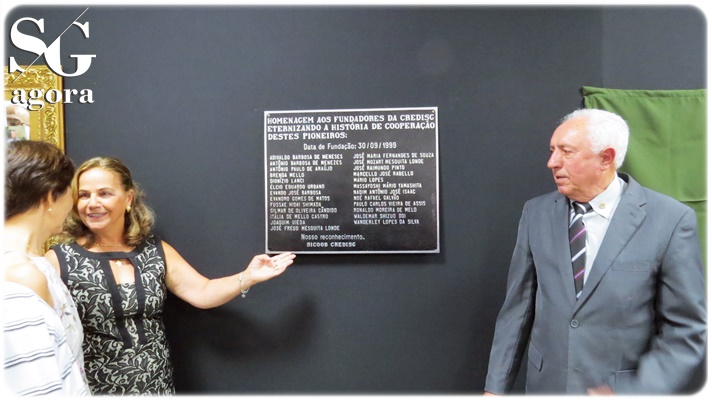 SG
agora
HOMENAGEM AOS FUNDADORES DA CREDISG
ETERNIZANDO A HISTÓRIA DE COOPERAÇÃO
DESTES PIONEIROS:
Data de Fundação: 30/09/1999
ADINALDO BARBOSA DE MENESES
ANTÔNIO BARBOSA DE MENEZES
ANTÔNIO PAULO DE ARAÚJO
BRENDA MELLO
DIONÍZIO LANCI
ÉLCIO EDUARDO URBANO
EVANDO JOSÉ BARBOSA
EVANDRO GOMES DE MATOS
FUSSAE NISHI SHIMADA
GILMAR DE OLIVEIRA CÂNDIDO
ITÁLIA DE MELLO CASTRO
JOAQUIM UIEDA
JOSÉ FREUD MESQUITA LONDE
JOSÉ MARIA FERNANDES DE SOUZA
JOSÉ MOZART MESQUITA LONDE
JOSÉ RAIMUNDO PINTO
MARCELLO JOSÉ RABELLO
MARIO LOPES
MASSAYOSHI MÁRIO YAMASHITA
NAGIM ANTÔNIO JOSÉ ISAAC
NOÉ RAFAEL GALVÃO
PAULO CARLOS VIEIRA DE ASSIS
RONALDO MOREIRA DE MELO
WALDEMAR SHIZUO DOI
WANDERLEY LOPES DA SILVA
Nosso reconhecimento.
SICOOB CREDISG